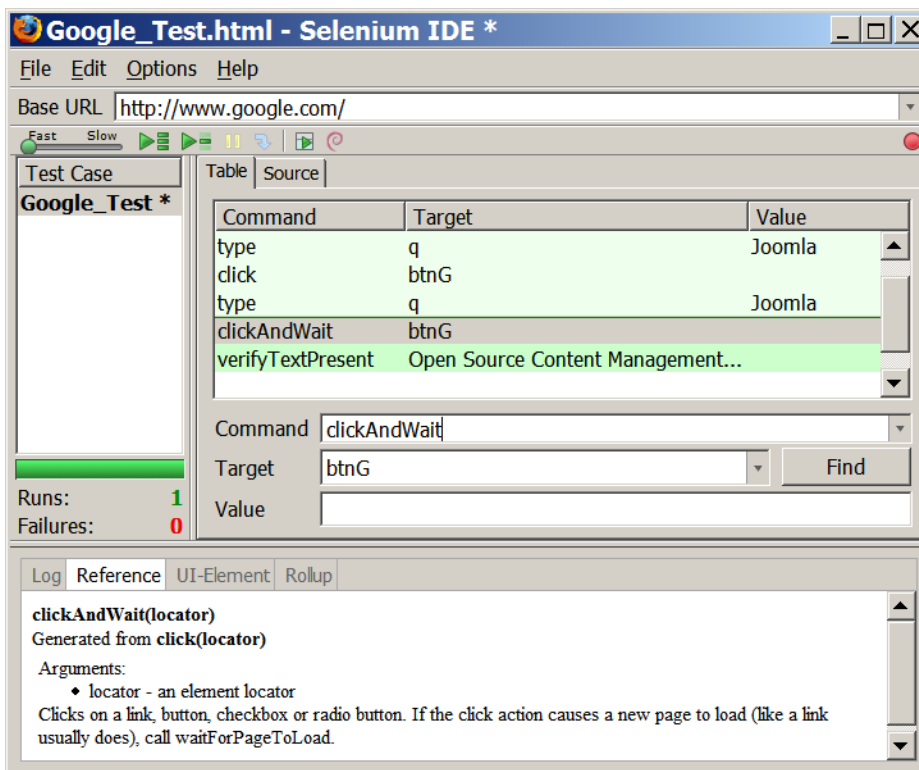 Google_Test.html - Selenium IDE *
File Edit Options Help
Base URL http://www.google.com/
Fast Slow
Test Case
Google_Test *
Table Source
Command Target Value
type q Joomla
click btnG
type q Joomla
clickAndWait btnG
verifyTextPresent Open Source Content Management...
Command clickAndWait
Target btnG Find
Value
Runs: 1
Failures: 0
Log Reference UI-Element Rollup
clickAndWait(locator)
Generated from click(locator)
Arguments:
• locator - an element locator
Clicks on a link, button, checkbox or radio button. If the click action causes a new page to load (like a link
usually does), call waitForPageToLoad.